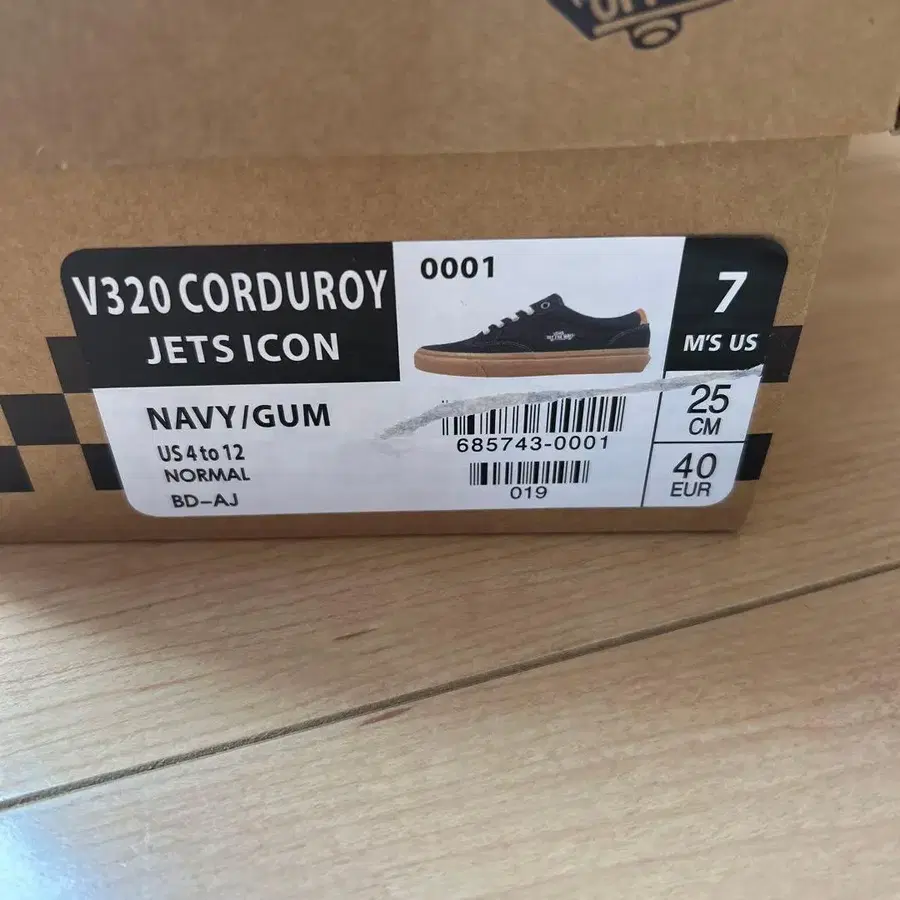 V320 CORDUROY
JETS ICON
0001
7
M'S US
NAVY/GUM
US 4 to 12
NORMAL
BD-AJ
685743-0001
019
25
CM
40
EUR